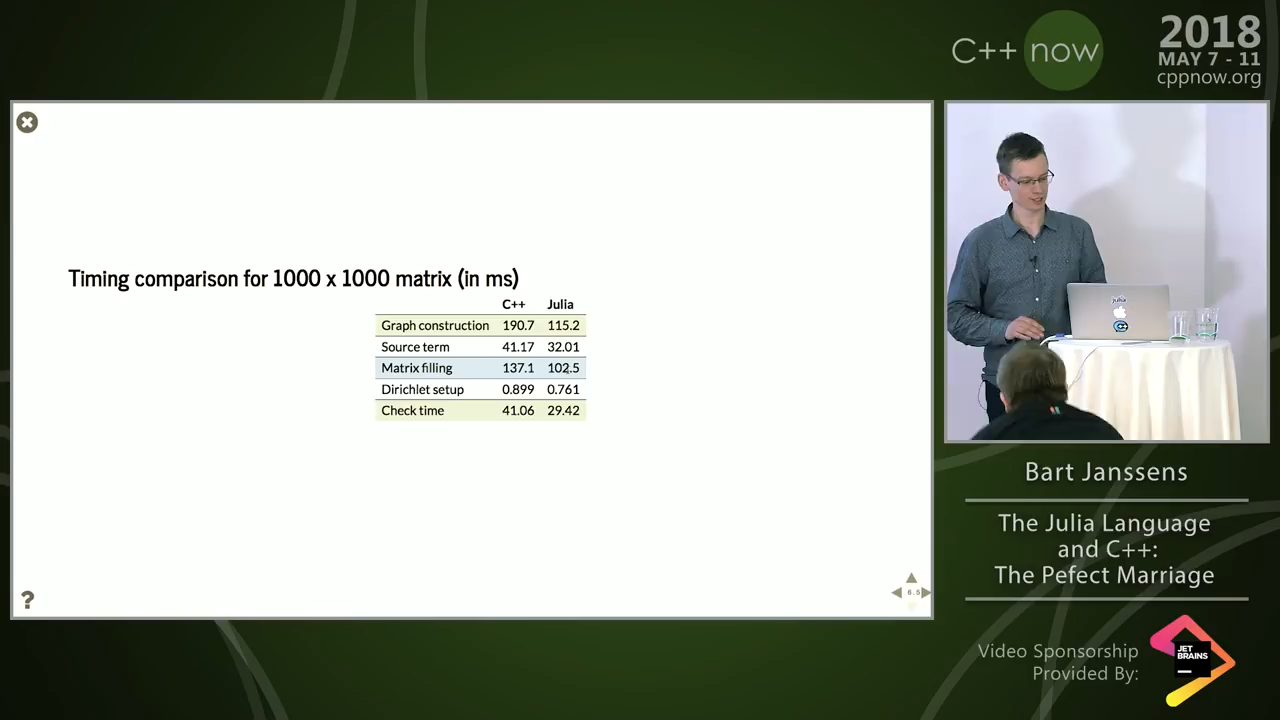 C++ now
2018
MAY 7 - 11
cppnow.org
Timing comparison for 1000 x 1000 matrix (in ms)
C++ Julia
Graph construction 190.7 115.2
Source term 41.17 32.01
Matrix filling 137.1 102.5
Dirichlet setup 0.899 0.761
Check time 41.06 29.42
?
6.5
julia
Bart Janssens
The Julia Language
and C++:
The Pefect Marriage
Video Sponsorship
Provided By:
JET
BRAINS